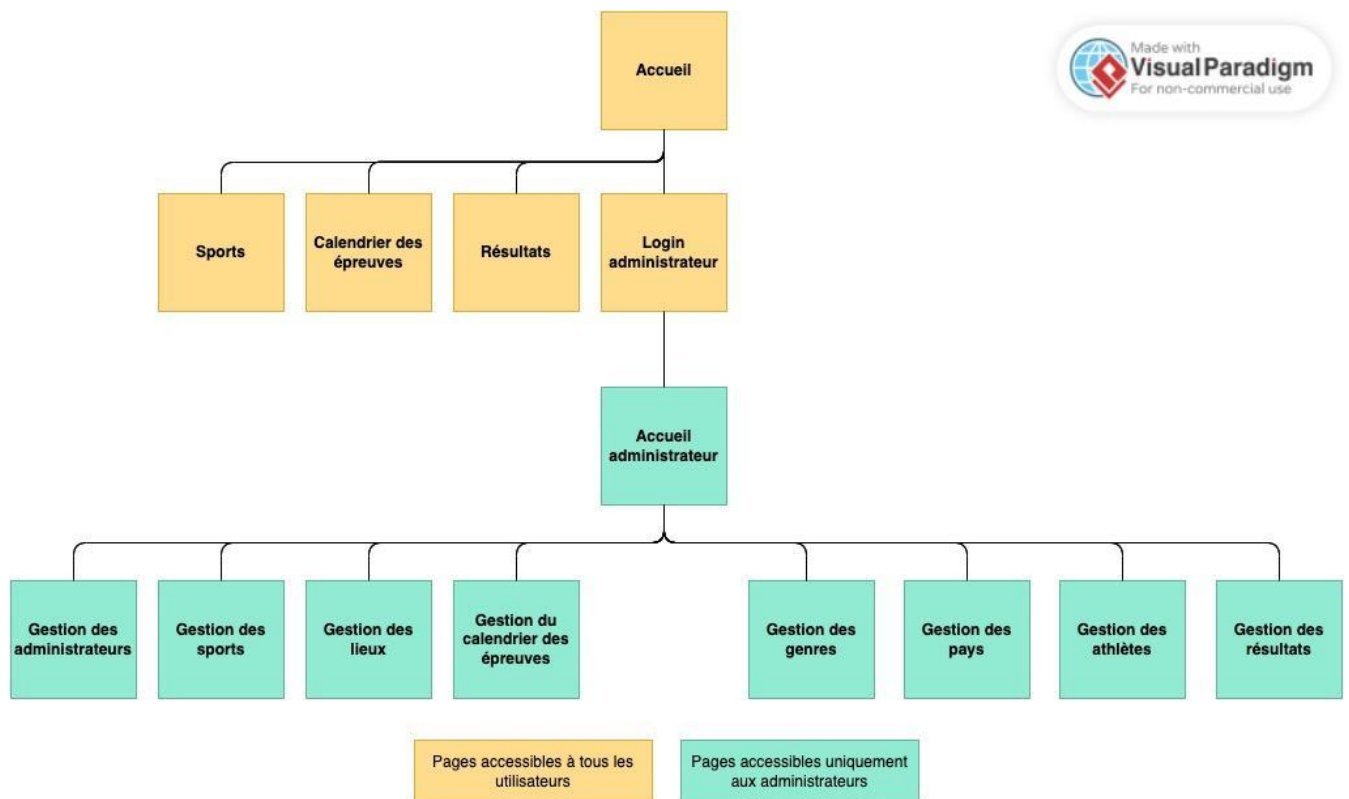 Accueil
Made with
Visual Paradigm
For non-commercial use
Sports
Calendrier des
épreuves
Résultats
Login
administrateur
Accueil
administrateur
Gestion des
administrateurs
Gestion des
sports
Gestion des
lieux
Gestion du
calendrier des
épreuves
Gestion des
genres
Gestion des
pays
Gestion des
athlètes
Gestion des
résultats
Pages accessibles à tous les
utilisateurs
Pages accessibles uniquement
aux administrateurs